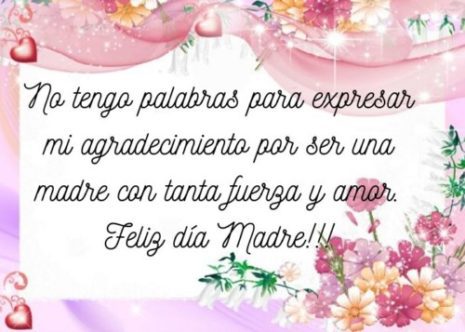 No tengo palabras para expresar
mi agradecimiento por ser una
madre con tanta fuerza y amor.
Feliz día Madre!!!